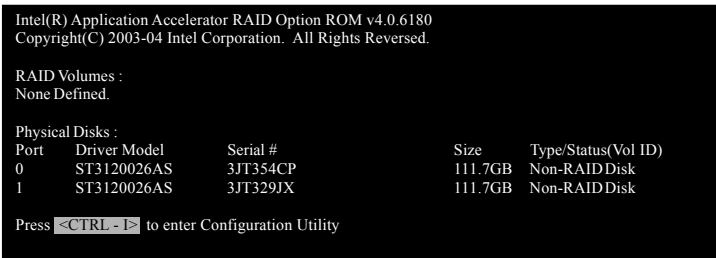 Intel(R) Application Accelerator RAID Option ROM v4.0.6180
Copyright(C) 2003-04 Intel Corporation. All Rights Reversed.
RAID Volumes :
None Defined.
Physical Disks :
Port Driver Model Serial # Size Type/Status(Vol ID)
0 ST3120026AS 3JT354CP 111.7GB Non-RAID Disk
1 ST3120026AS 3JT329JX 111.7GB Non-RAID Disk
Press <CTRL - I> to enter Configuration Utility